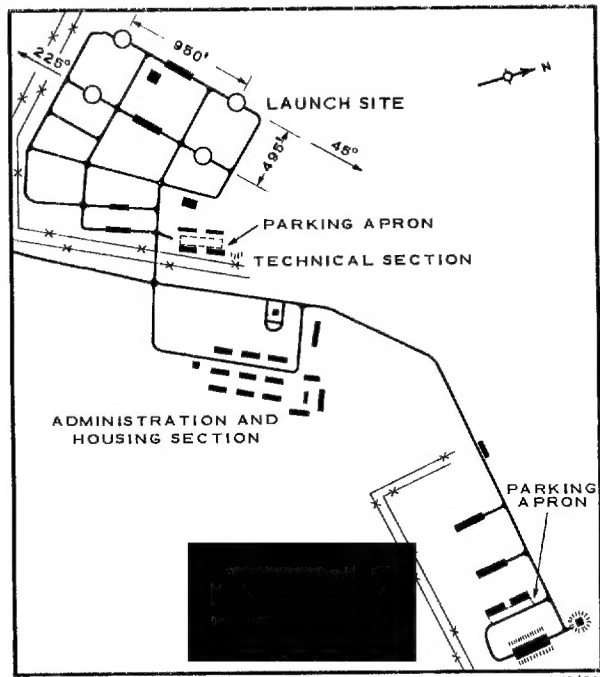 950'
225°
N
LAUNCH SITE
495'
45°
PARKING APRON
TECHNICAL SECTION
ADMINISTRATION AND
HOUSING SECTION
PARKING
APRON